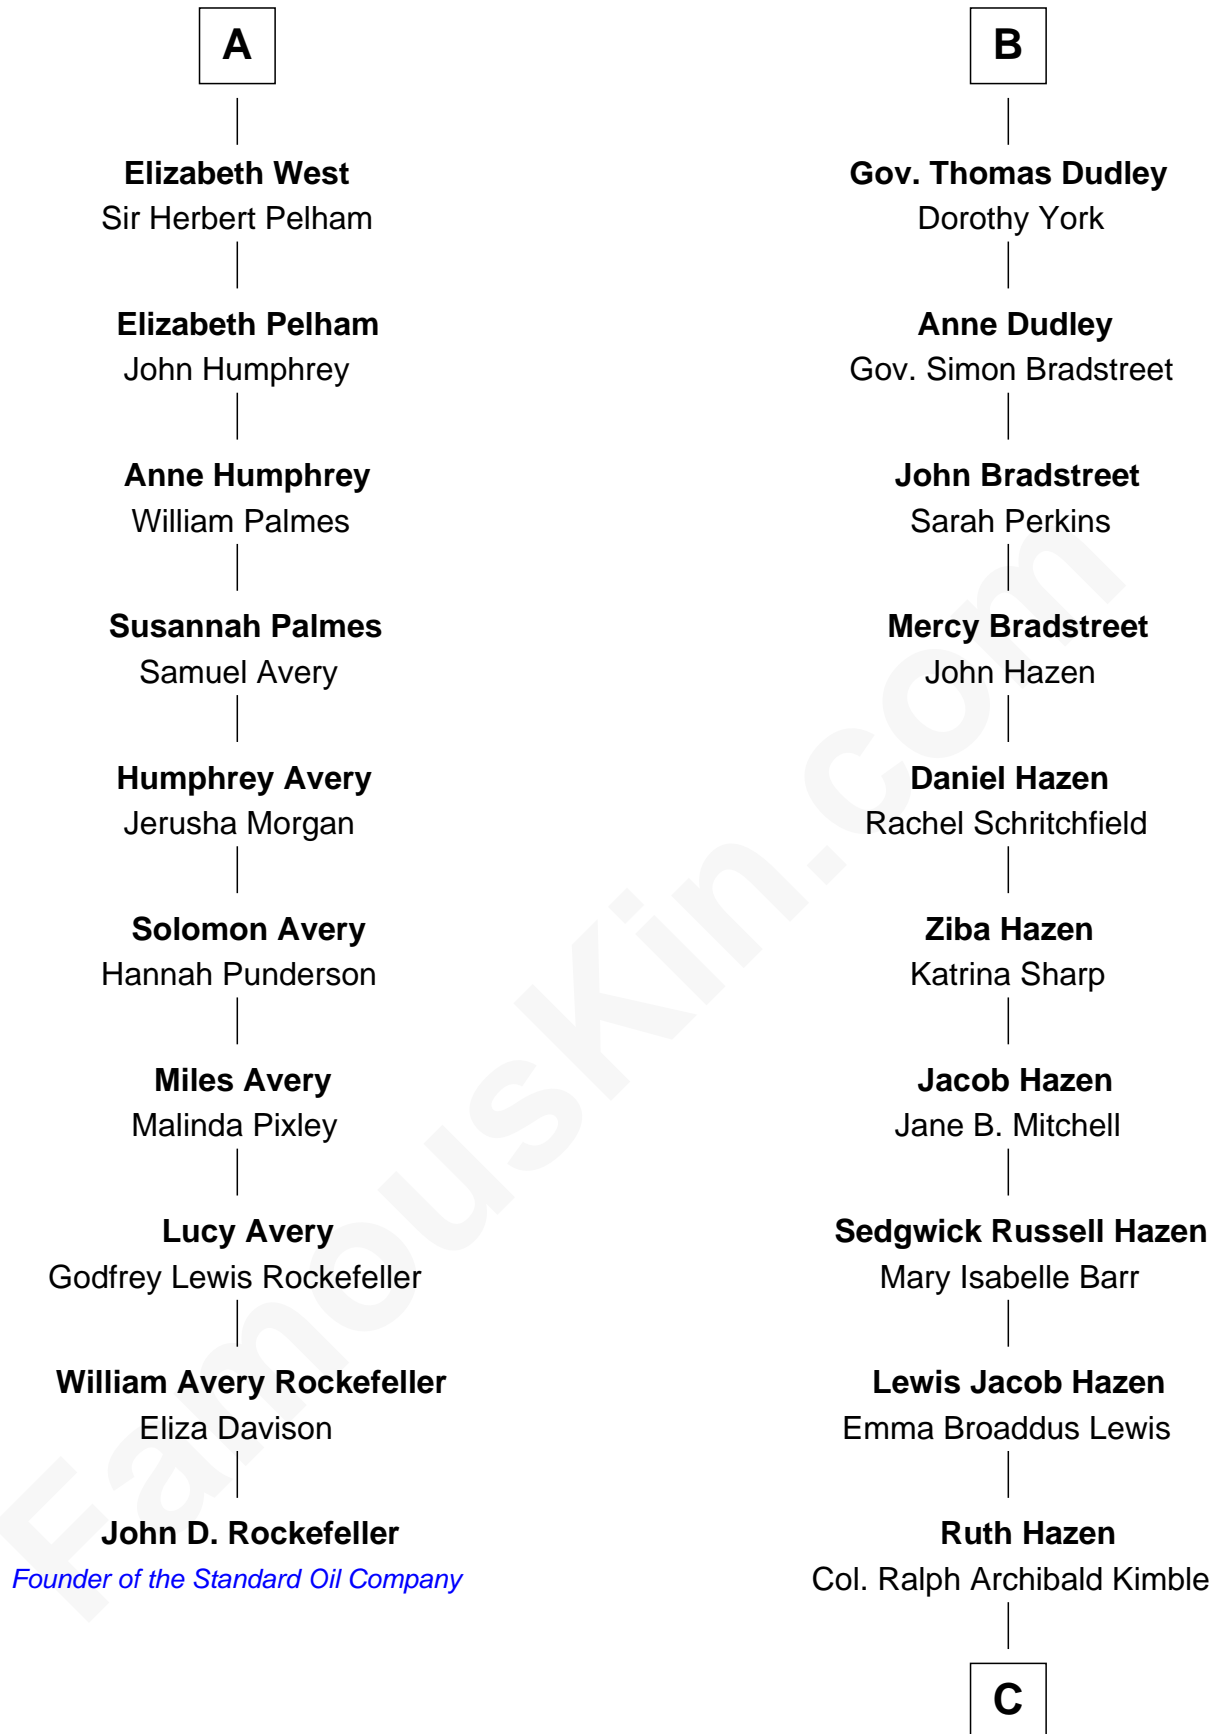 A
Elizabeth West
Sir Herbert Pelham
Elizabeth Pelham
John Humphrey
Anne Humphrey
William Palmes
Susannah Palmes
Samuel Avery
Humphrey Avery
Jerusha Morgan
Solomon Avery
Hannah Punderson
Miles Avery
Malinda Pixley
Lucy Avery
Godfrey Lewis Rockefeller
William Avery Rockefeller
Eliza Davison
John D. Rockefeller
Founder of the Standard Oil Company
B
Gov. Thomas Dudley
Dorothy York
Anne Dudley
Gov. Simon Bradstreet
John Bradstreet
Sarah Perkins
Mercy Bradstreet
John Hazen
Daniel Hazen
Rachel Schritchfield
Ziba Hazen
Katrina Sharp
Jacob Hazen
Jane B. Mitchell
Sedgwick Russell Hazen
Mary Isabelle Barr
Lewis Jacob Hazen
Emma Broaddus Lewis
Ruth Hazen
Col. Ralph Archibald Kimble
C
FamousKin.com